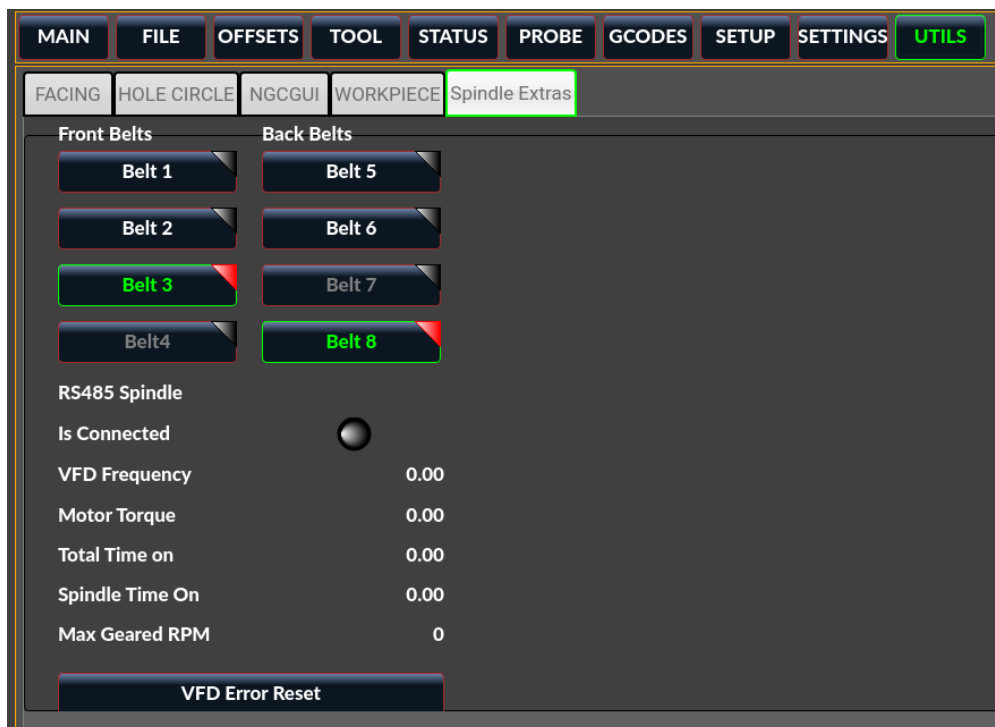 MAIN FILE OFFSETS TOOL STATUS PROBE GCODES SETUP SETTINGS UTILS
FACING HOLE CIRCLE NGCGUI WORKPIECE Spindle Extras
Front Belts Back Belts
Belt 1 Belt 5
Belt 2 Belt 6
Belt 3 Belt 7
Belt4 Belt 8
RS485 Spindle
Is Connected
VFD Frequency 0.00
Motor Torque 0.00
Total Time on 0.00
Spindle Time On 0.00
Max Geared RPM 0
VFD Error Reset